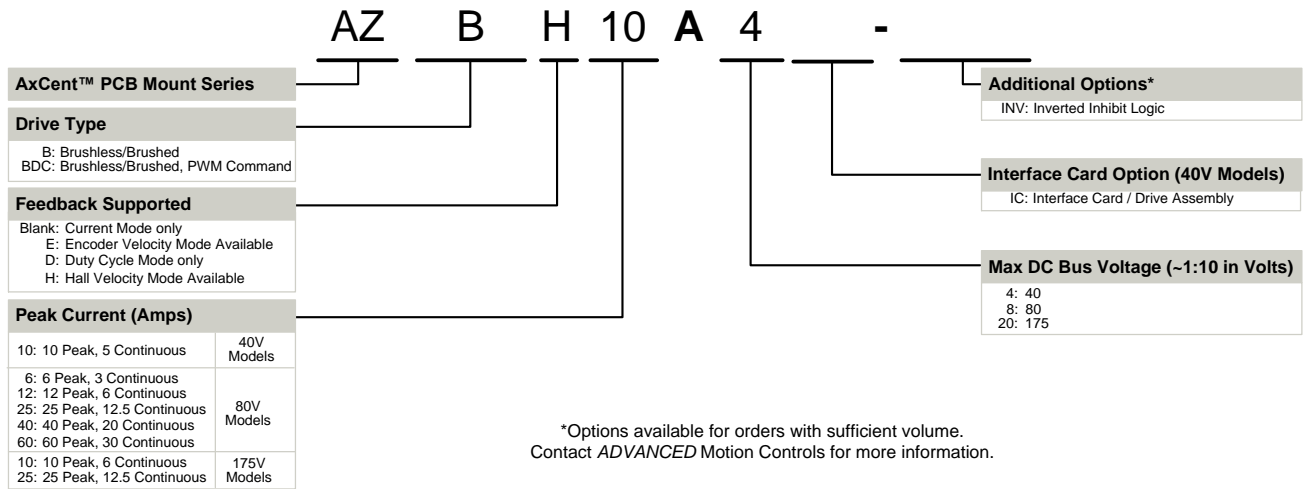 AZ B H 10 A 4 -
AxCent™ PCB Mount Series
Drive Type
B: Brushless/Brushed
BDC: Brushless/Brushed, PWM Command
Feedback Supported
Blank: Current Mode only
E: Encoder Velocity Mode Available
D: Duty Cycle Mode only
H: Hall Velocity Mode Available
Peak Current (Amps)
10: 10 Peak, 5 Continuous
40V
Models
6: 6 Peak, 3 Continuous
12: 12 Peak, 6 Continuous
25: 25 Peak, 12.5 Continuous
40: 40 Peak, 20 Continuous
60: 60 Peak, 30 Continuous
80V
Models
10: 10 Peak, 6 Continuous
25: 25 Peak, 12.5 Continuous
175V
Models
Additional Options*
INV: Inverted Inhibit Logic
Interface Card Option (40V Models)
IC: Interface Card / Drive Assembly
Max DC Bus Voltage (~1:10 in Volts)
4: 40
8: 80
20: 175
*Options available for orders with sufficient volume.
Contact ADVANCED Motion Controls for more information.